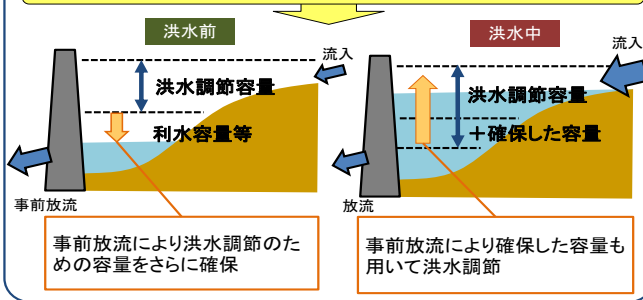 洪水前
流入
洪水調節容量
利水容量等
事前放流
事前放流により洪水調節のた
めの容量をさらに確保
洪水中
流入
洪水調節容量
+確保した容量
放流
事前放流により確保した容量も
用いて洪水調節